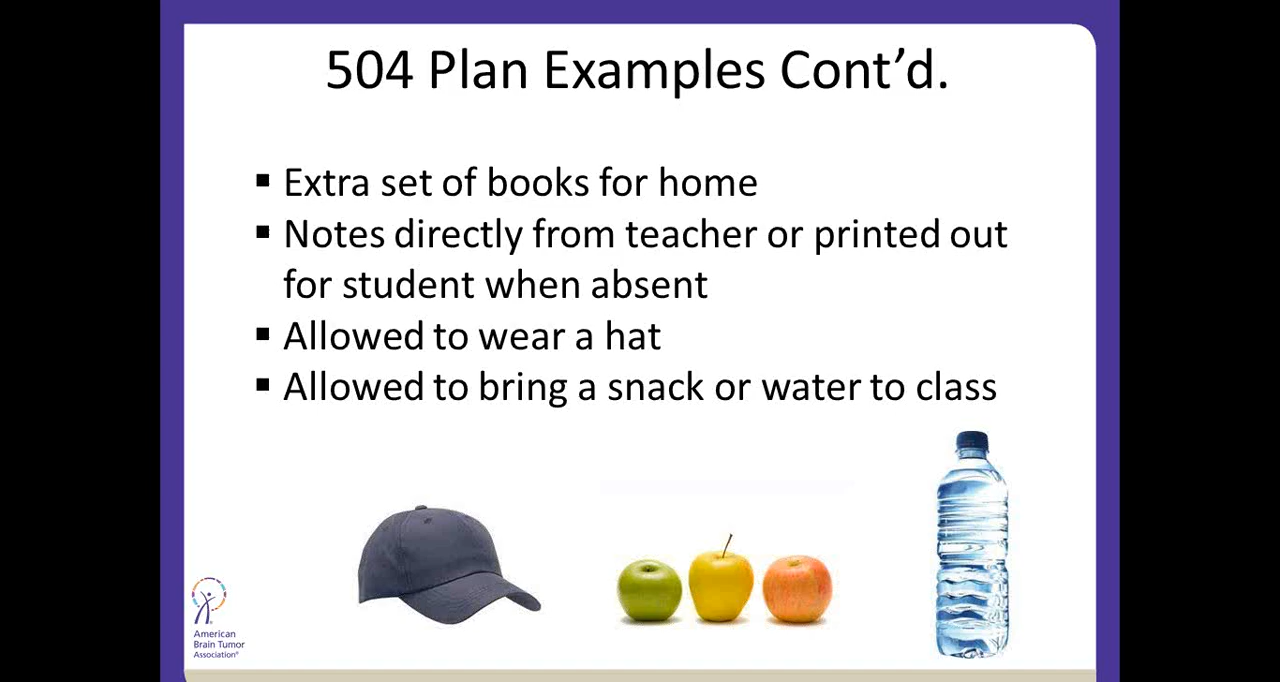 504 Plan Examples Cont’d.
▪ Extra set of books for home
▪ Notes directly from teacher or printed out
for student when absent
▪ Allowed to wear a hat
▪ Allowed to bring a snack or water to class
American
Brain Tumor
Association®